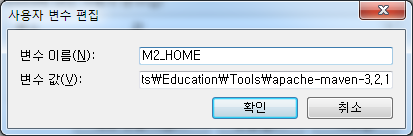 사용자 변수 편집
변수 이름(N): M2_HOME
변수 값(V): ts₩Education₩Tools₩apache-maven-3,2,1
확인 취소